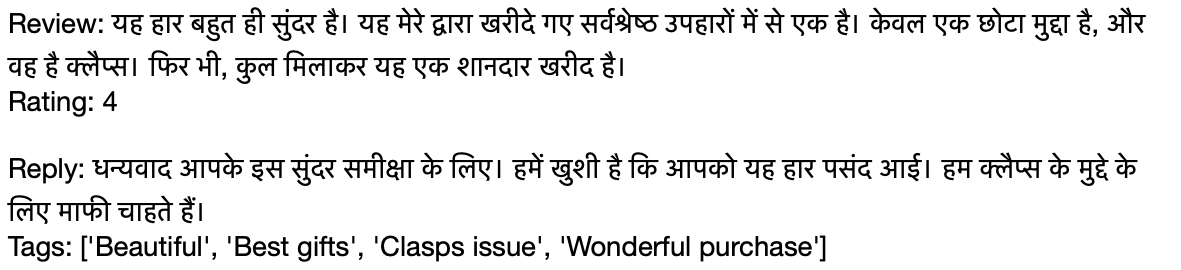 Review: यह हार बहुत ही सुंदर है। यह मेरे द्वारा खरीदे गए सर्वश्रेष्ठ उपहारों में से एक है। केवल एक छोटा मुद्दा है, और
वह है क्लैप्स। फिर भी, कुल मिलाकर यह एक शानदार खरीद है।
Rating: 4
Reply: धन्यवाद आपके इस सुंदर समीक्षा के लिए। हमें खुशी है कि आपको यह हार पसंद आई। हम क्लैप्स के मुद्दे के
लिए माफी चाहते हैं।
Tags: ['Beautiful', 'Best gifts', 'Clasps issue', 'Wonderful purchase']